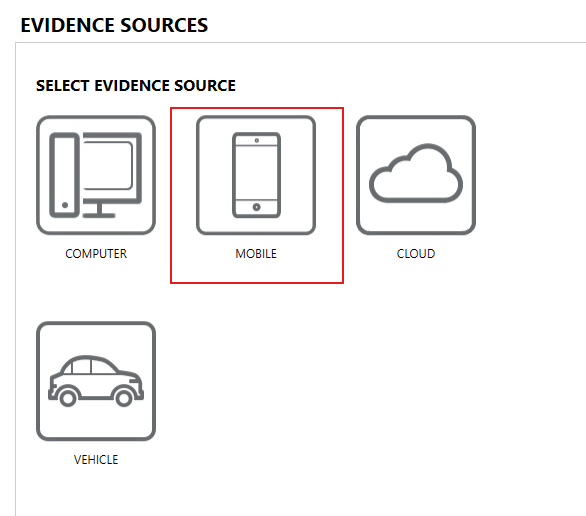 EVIDENCE SOURCES
SELECT EVIDENCE SOURCE
COMPUTER
MOBILE
CLOUD
VEHICLE